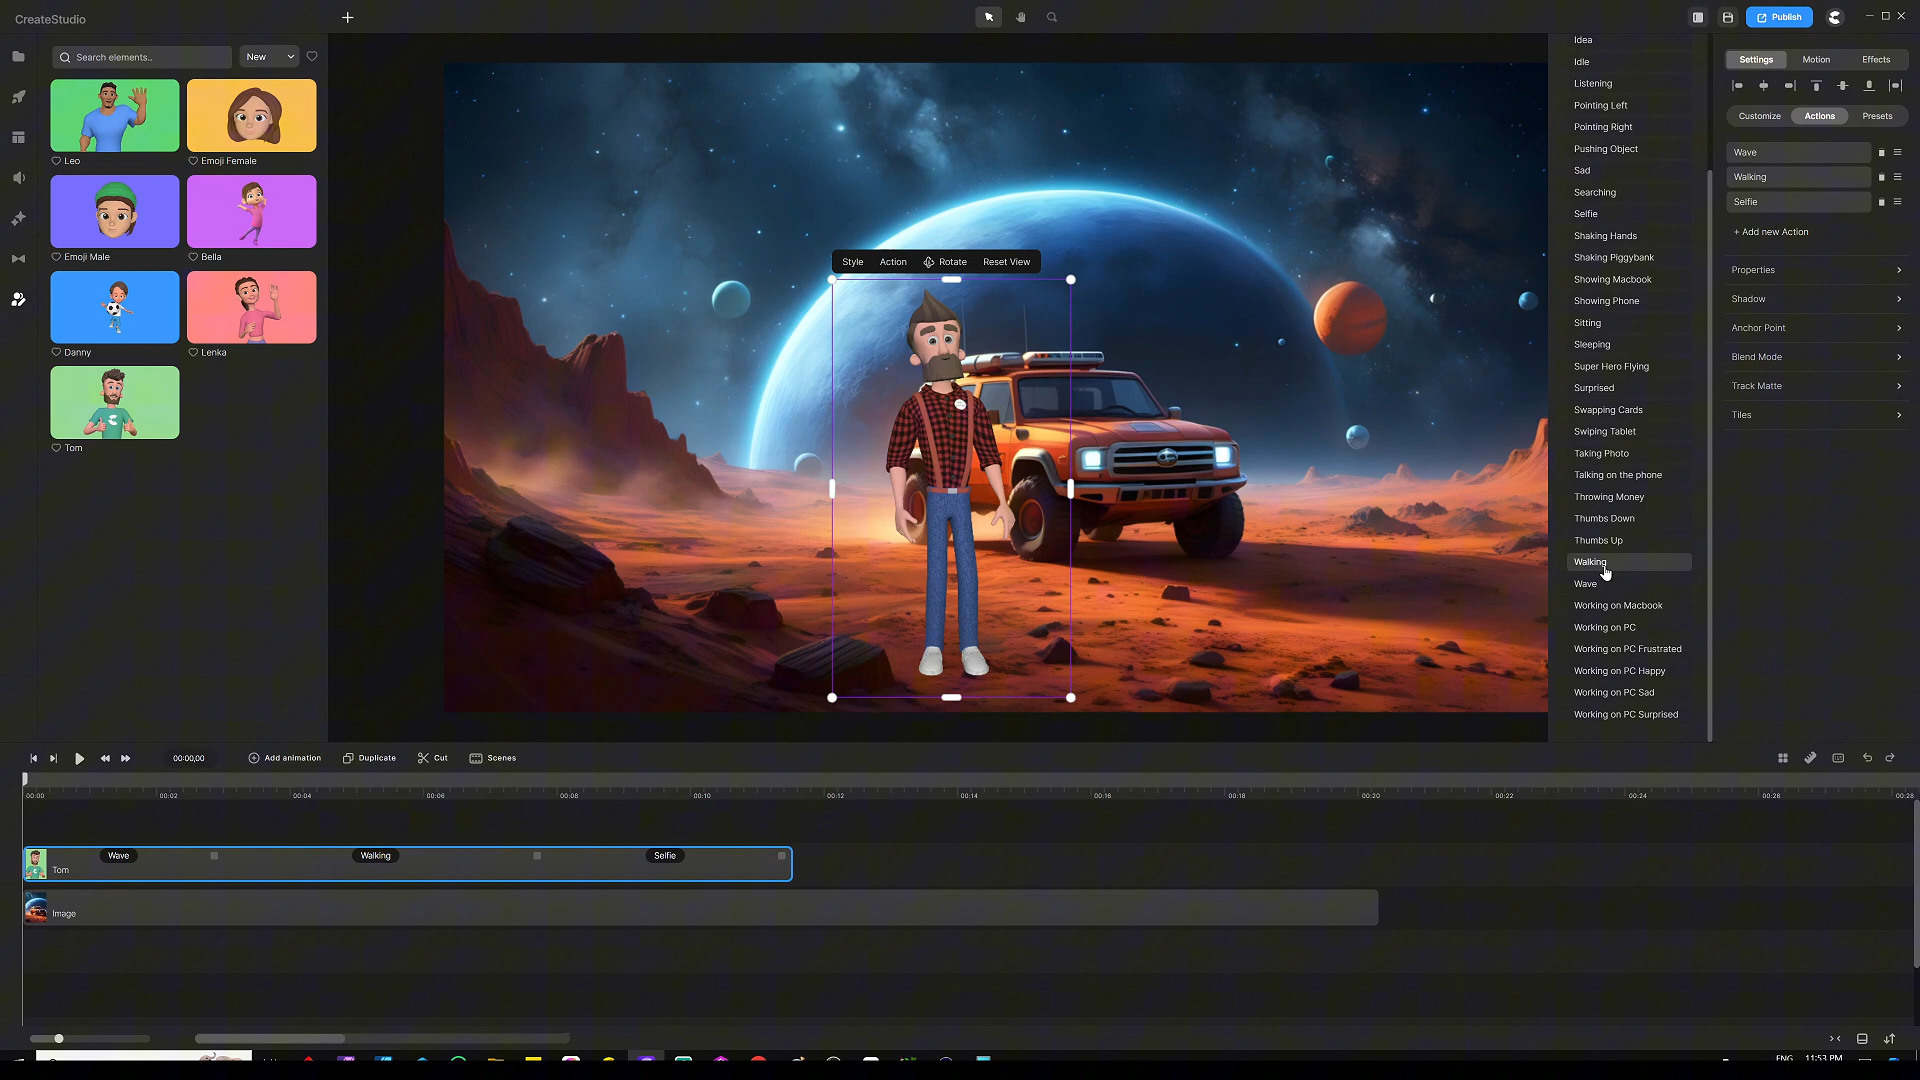 CreateStudio
Publish
Search elements..
New
Leo
Emoji Female
Emoji Male
Bella
Danny
Lenka
Tom
Style
Action
Rotate
Reset View
Idea
Idle
Listening
Pointing Left
Pointing Right
Pushing Object
Sad
Searching
Selfie
Shaking Hands
Shaking Piggybank
Showing Macbook
Showing Phone
Sitting
Sleeping
Super Hero Flying
Surprised
Swapping Cards
Swiping Tablet
Taking Photo
Talking on the phone
Throwing Money
Thumbs Down
Thumbs Up
Walking
Wave
Working on Macbook
Working on PC
Working on PC Frustrated
Working on PC Happy
Working on PC Sad
Working on PC Surprised
Settings
Motion
Effects
Customize
Actions
Presets
Wave
Walking
Selfie
+ Add new Action
Properties
Shadow
Anchor Point
Blend Mode
Track Matte
Tiles
00:00,00
Add animation
Duplicate
Cut
Scenes
00:00
00:02
00:04
00:06
00:08
00:10
00:12
00:14
00:16
00:18
00:20
00:22
00:24
00:26
00:28
Wave
Walking
Selfie
Tom
Image
ENG
11:53 PM